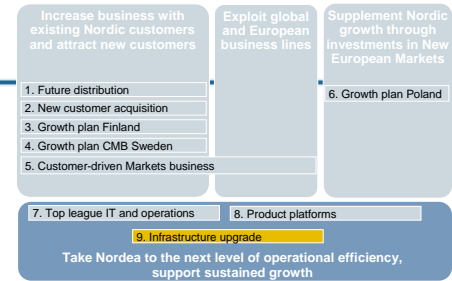 Increase business with
existing Nordic customers
and attract new customers
Exploit global
and European
business lines
Supplement Nordic
growth through
investments in New
European Markets
1. Future distribution
2. New customer acquisition
3. Growth plan Finland
4. Growth plan CMB Sweden
5. Customer-driven Markets business
6. Growth plan Poland
7. Top league IT and operations
8. Product platforms
9. Infrastructure upgrade
Take Nordea to the next level of operational efficiency,
support sustained growth